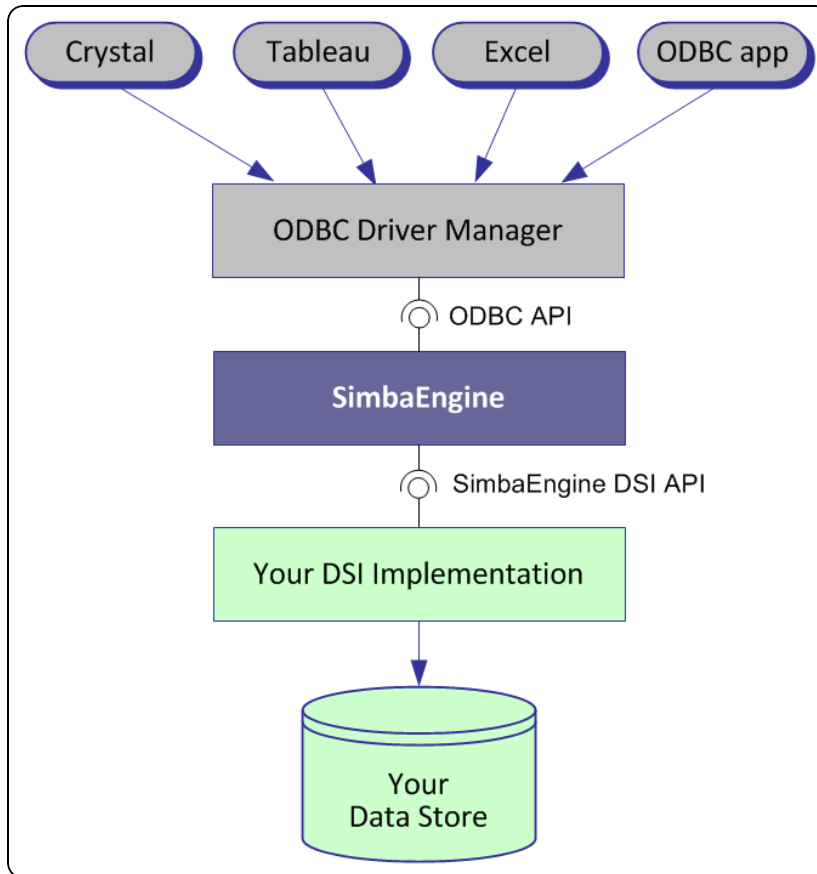 Crystal
Tableau
Excel
ODBC app
ODBC Driver Manager
ODBC API
SimbaEngine
SimbaEngine DSI API
Your DSI Implementation
Your
Data Store